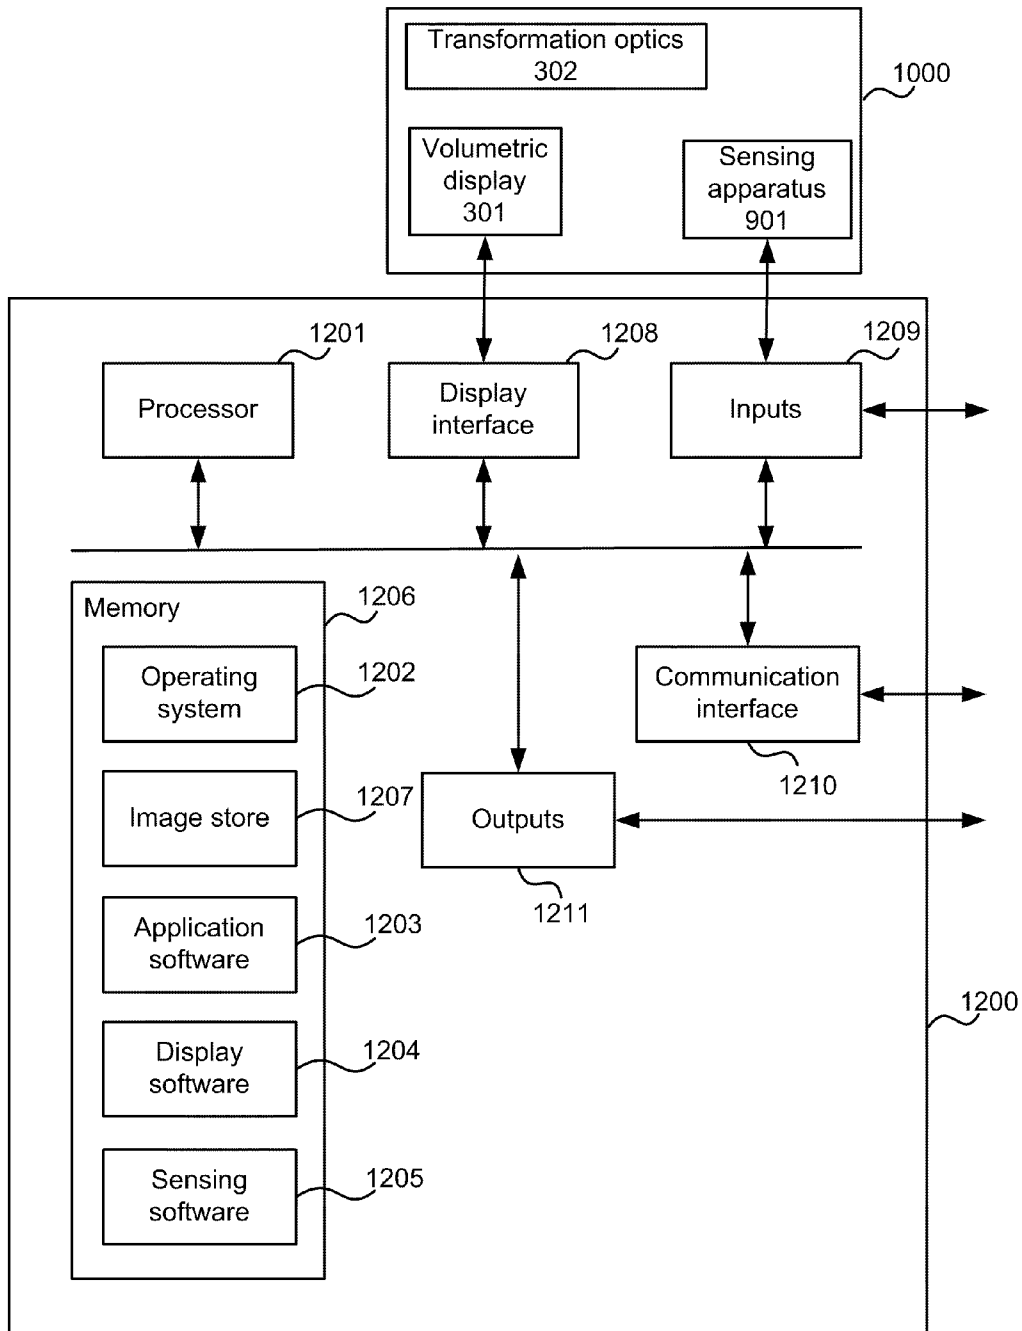 Transformation optics
302
1000
Volumetric
display
301
Sensing
apparatus
901
1201
1208
1209
Processor
Display
interface
Inputs
Memory
1206
Operating
system
1202
Communication
interface
1210
Image store
1207
Outputs
1211
Application
software
1203
1200
Display
software
1204
Sensing
software
1205